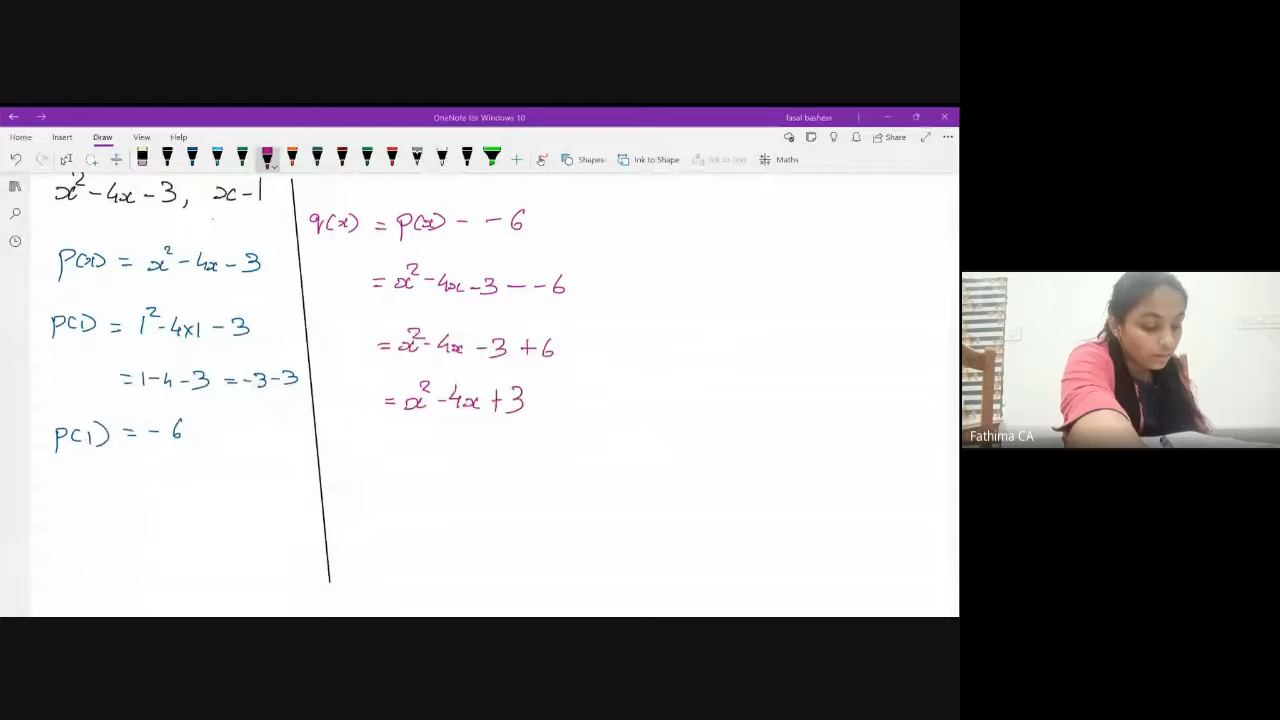 OneNote for Windows 10
fasal basheer
Home Insert Draw View Help
Share
Shapes Ink to Shape Ink to Text Maths
x² - 4x - 3, x - 1
p(x) = x² - 4x - 3
p(1) = 1² - 4x1 - 3
= 1 - 4 - 3 = -3 - 3
p(1) = - 6
q(x) = p(x) - - 6
= x² - 4x - 3 - - 6
= x² - 4x - 3 + 6
= x² - 4x + 3
Fathima CA